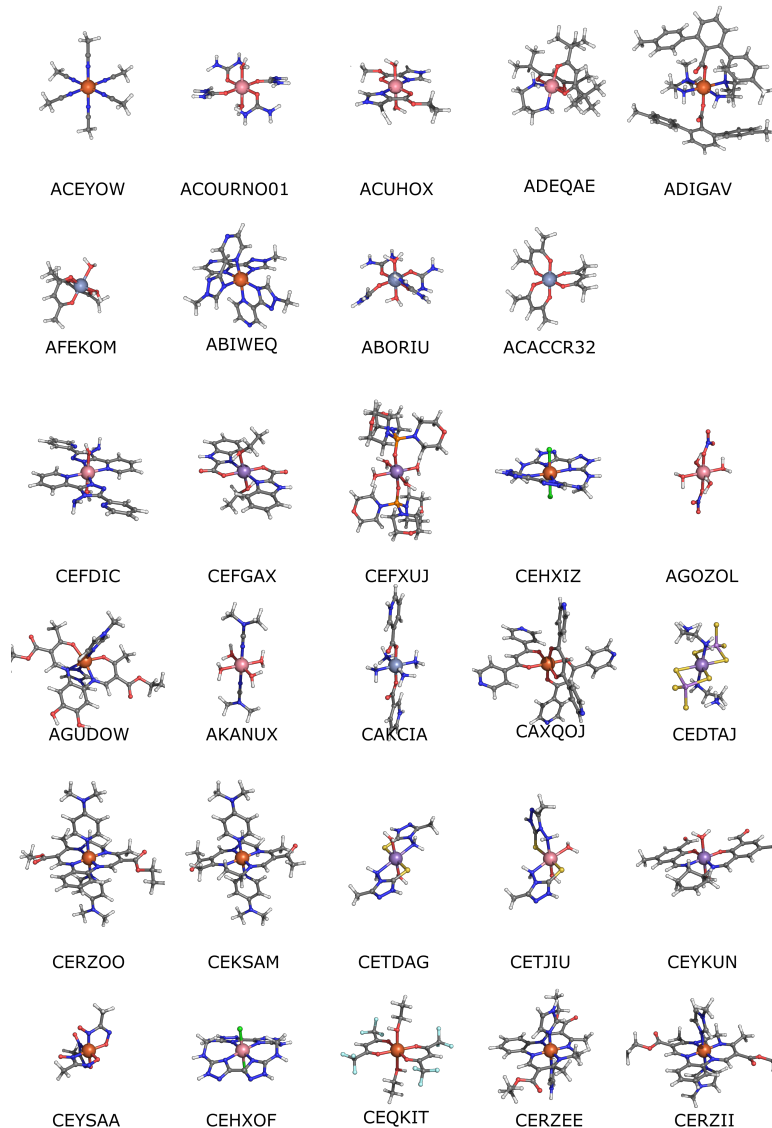 ACEYOW ACOURNO01 ACUHOX ADEQAE ADIGAV
AFEKOM ABIWEQ ABORIU ACACCR32
CEFDIC CEFGAX CEFXUJ CEHXIZ AGOZOL
AGUDOW AKANUX CAKCIA CAXQOJ CEDTAJ
CERZOO CEKSAM CETDAG CETJIU CEYKUN
CEYSAA CEHXOF CEQKIT CERZEE CERZII